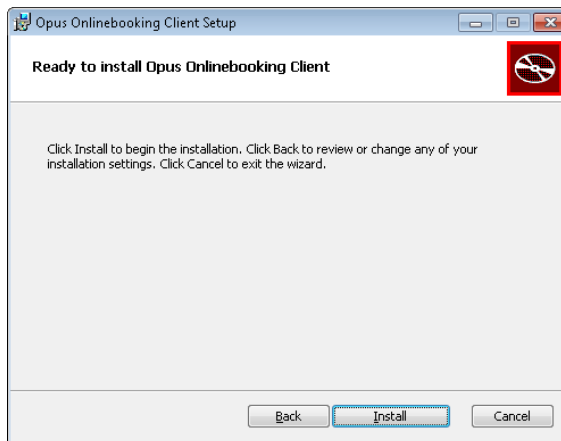 Opus Onlinebooking Client Setup
Ready to install Opus Onlinebooking Client
Click Install to begin the installation. Click Back to review or change any of your
installation settings. Click Cancel to exit the wizard.
Back Install Cancel